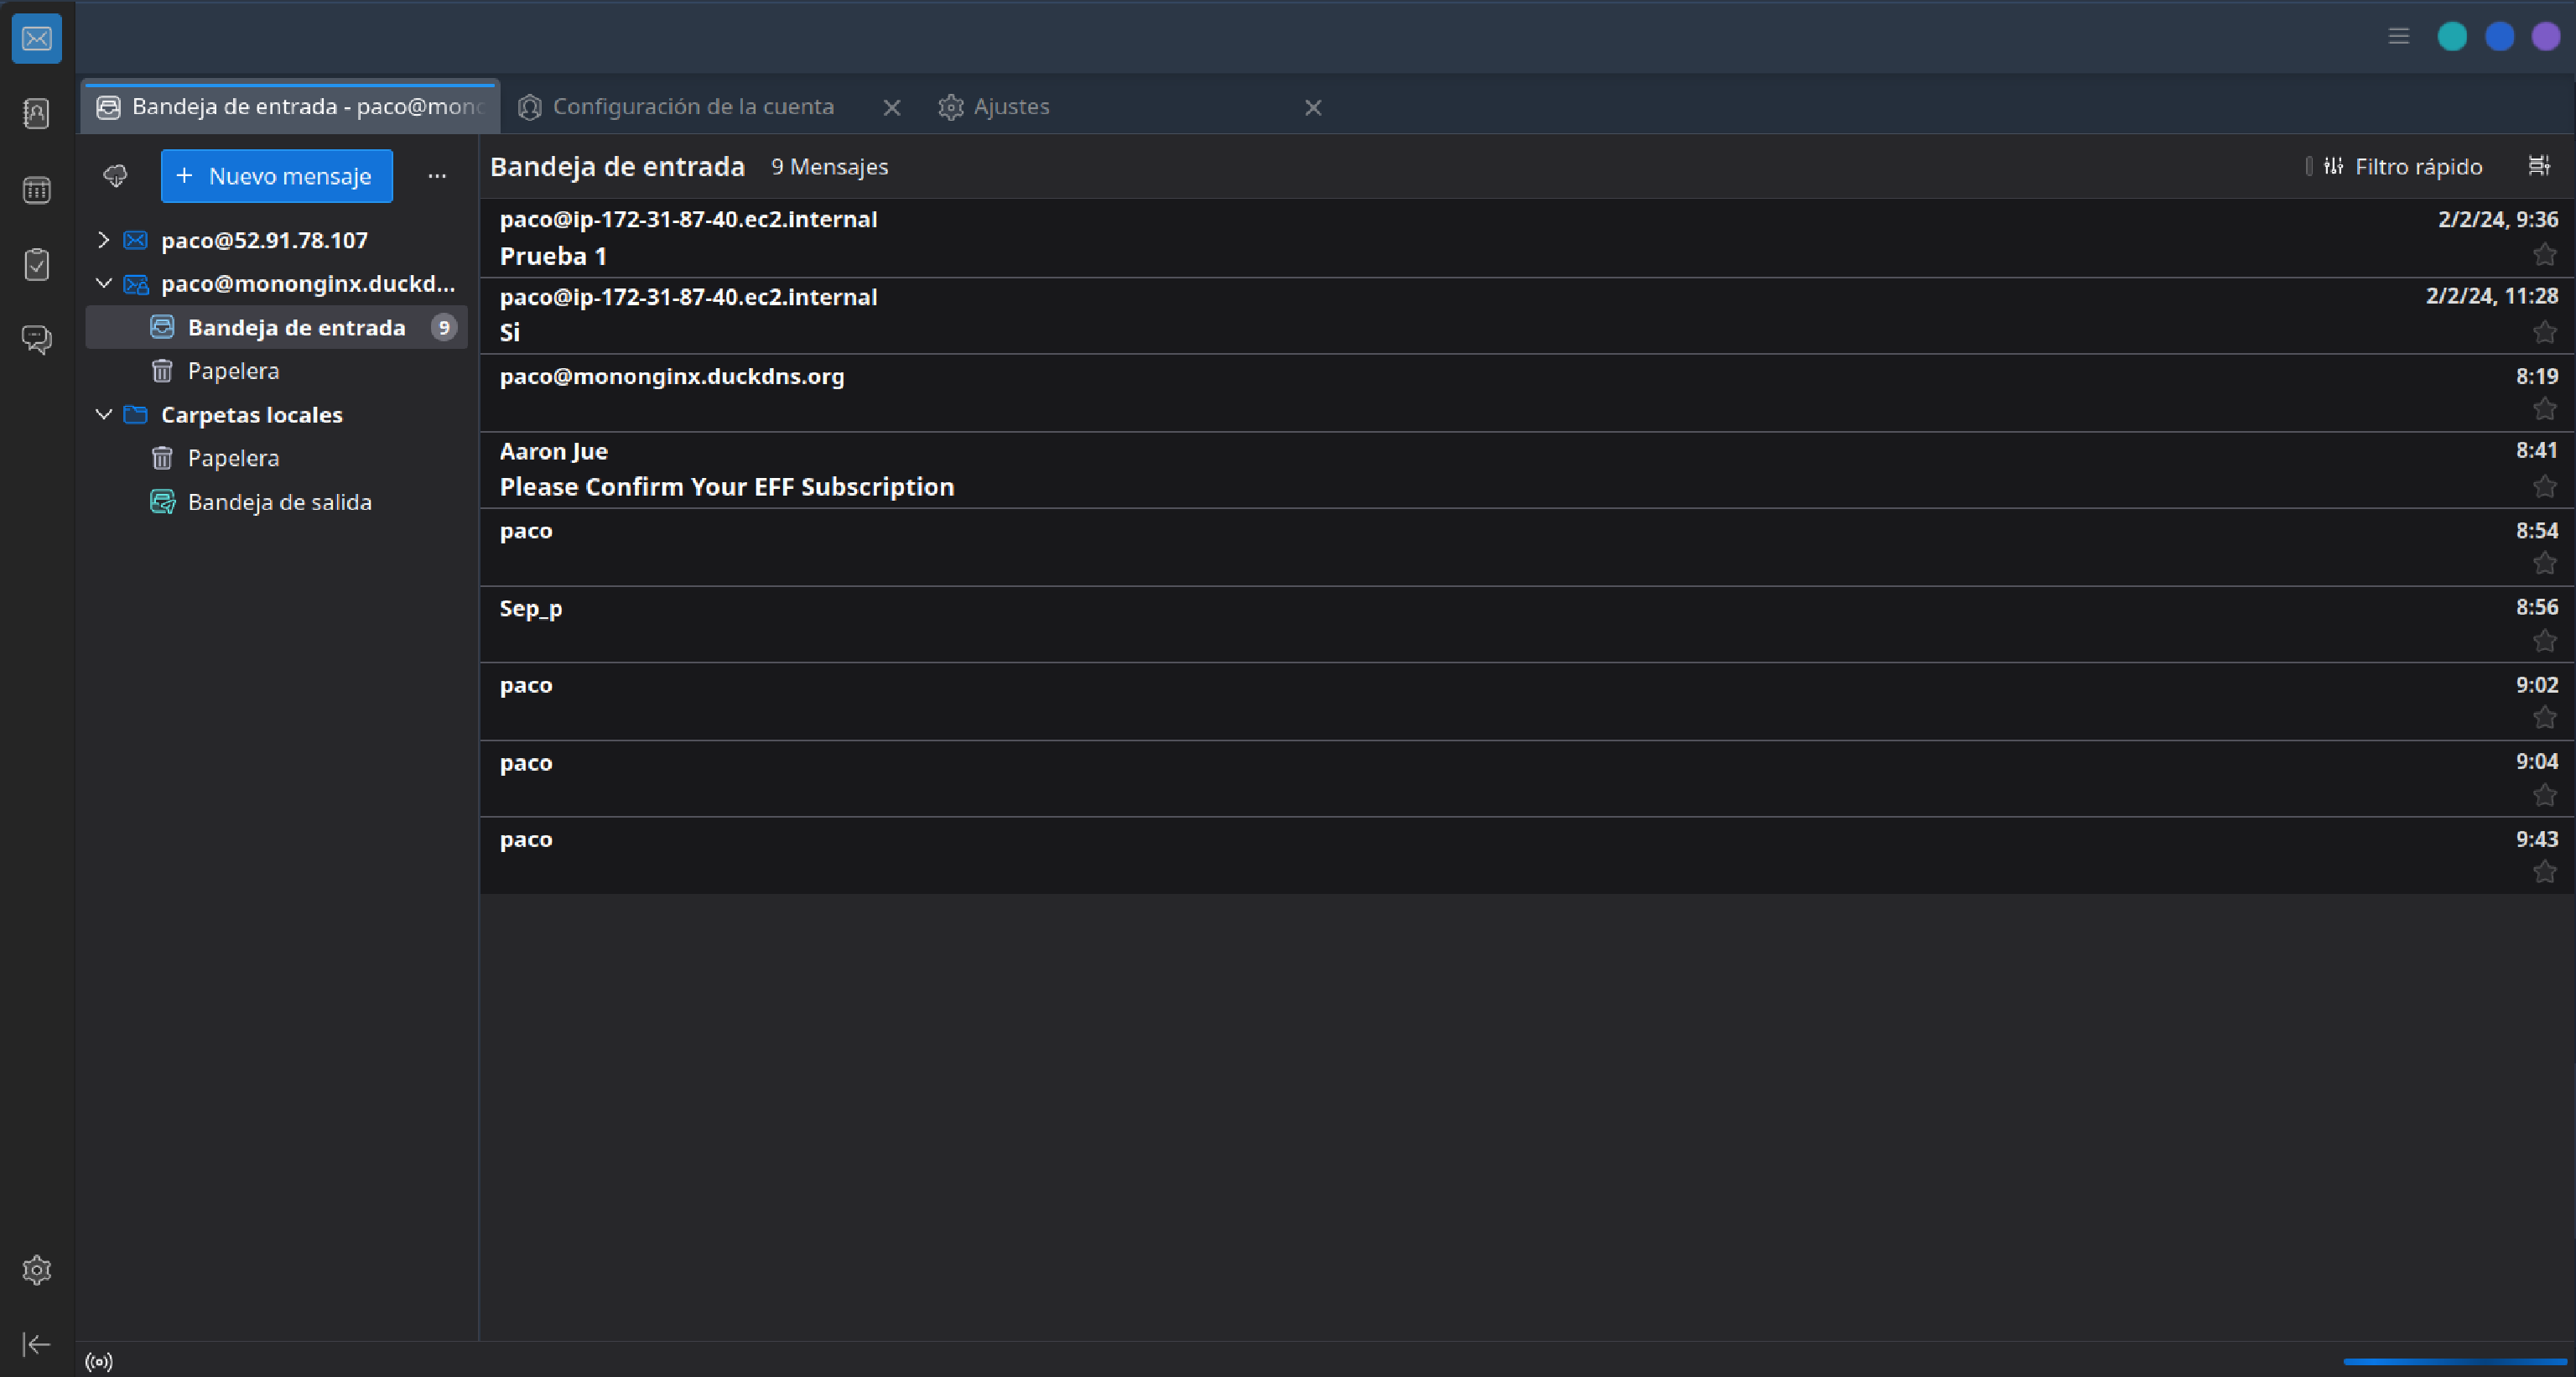 Bandeja de entrada - paco@mono
Configuración de la cuenta
Ajustes
+ Nuevo mensaje
...
paco@52.91.78.107
paco@mononginx.duckd...
Bandeja de entrada 9
Papelera
Carpetas locales
Papelera
Bandeja de salida
Bandeja de entrada 9 Mensajes
Filtro rápido
paco@ip-172-31-87-40.ec2.internal 2/2/24, 9:36
Prueba 1
paco@ip-172-31-87-40.ec2.internal 2/2/24, 11:28
Si
paco@mononginx.duckdns.org 8:19
Aaron Jue 8:41
Please Confirm Your EFF Subscription
paco 8:54
Sep_p 8:56
paco 9:02
paco 9:04
paco 9:43